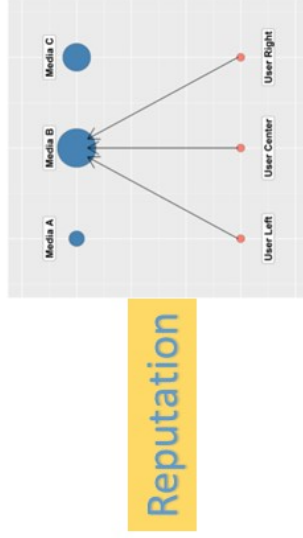 Reputation
Media A
Media B
Media C
User Left
User Center
User Right